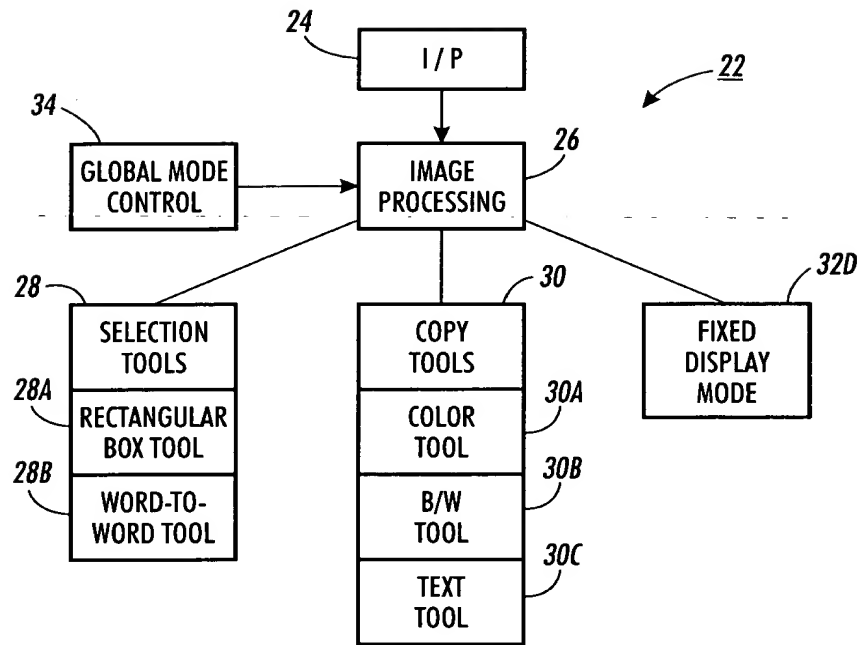 24
I / P
22
34
GLOBAL MODE
CONTROL
26
IMAGE
PROCESSING
28
SELECTION
TOOLS
28A
RECTANGULAR
BOX TOOL
28B
WORD-TO-
WORD TOOL
30
COPY
TOOLS
30A
COLOR
TOOL
30B
B/W
TOOL
30C
TEXT
TOOL
32D
FIXED
DISPLAY
MODE